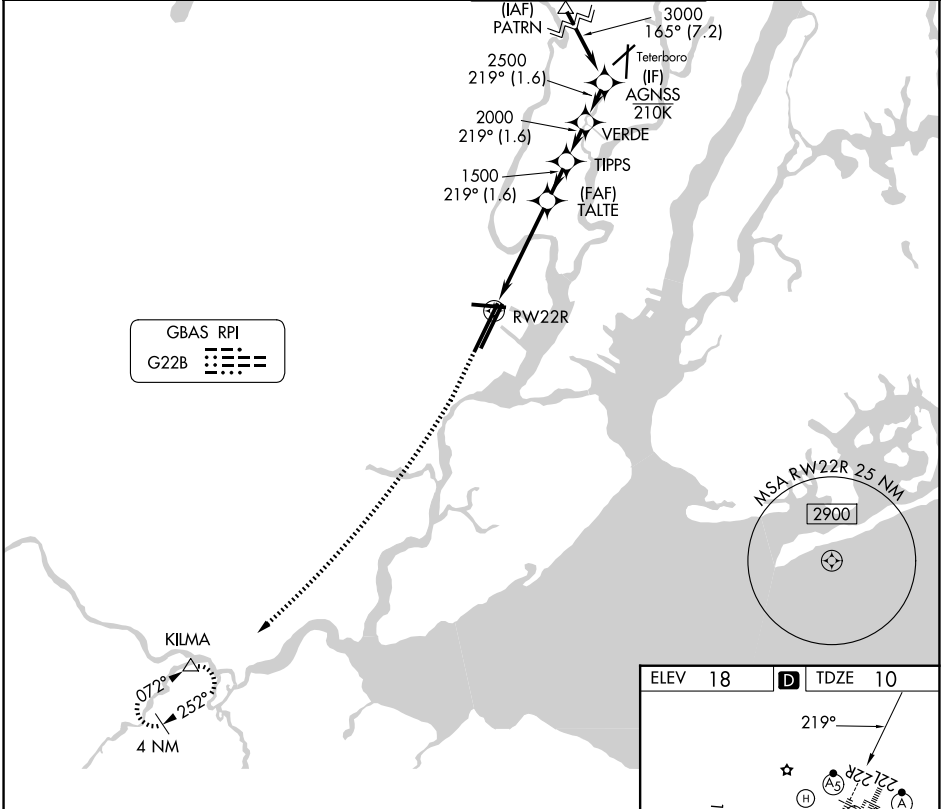 (IAF)
PATRN
3000
165° (7.2)
Teterboro
2500
219° (1.6)
(IF)
AGNSS
210K
2000
219° (1.6)
VERDE
TIPPS
1500
219° (1.6)
(FAF)
TALTE
RW22R
GBAS RPI
G22B
MSA RW22R 25 NM
2900
KILMA
072°
252°
4 NM
ELEV 18
D
TDZE 10
219°
22L
22R
A5
H
A